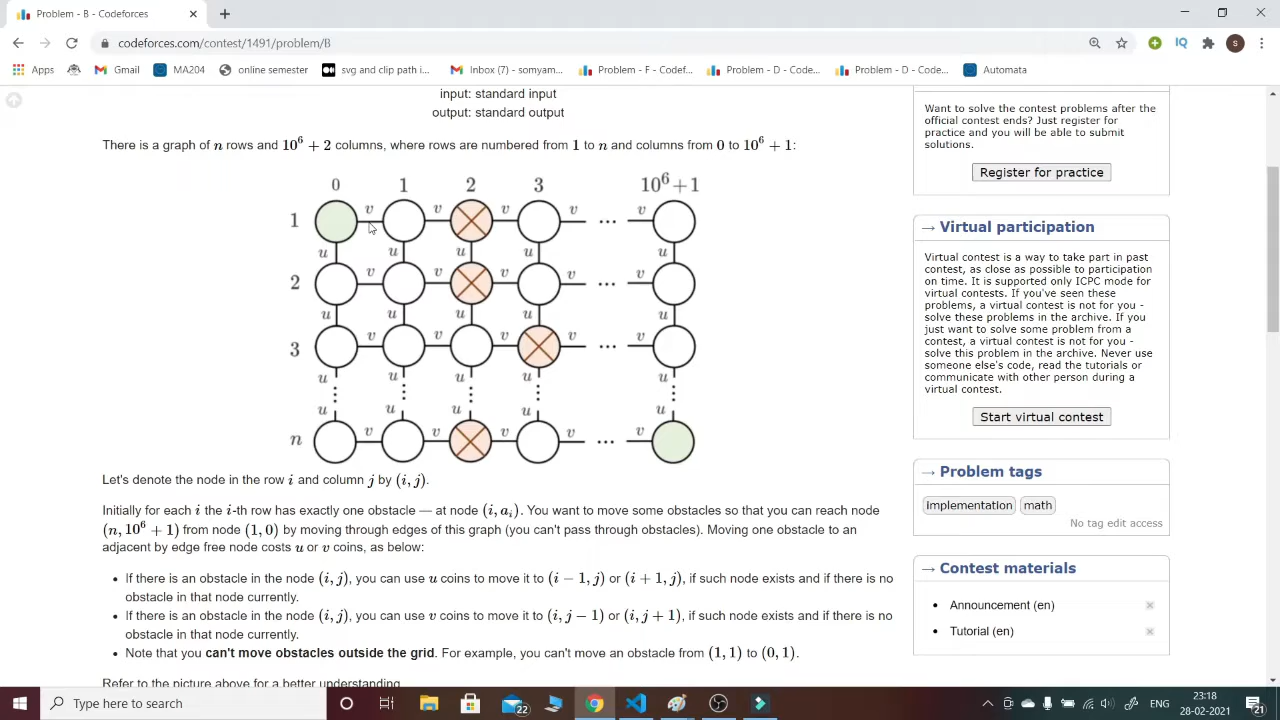 Problem - B - Codeforces
codeforces.com/contest/1491/problem/B
Apps Gmail MA204 online semester svg and clip path i... Inbox (7) - somyam... Problem - F - Codef... Problem - D - Code... Problem - D - Code... Automata
IQ
s
input: standard input
output: standard output
There is a graph of n rows and 10⁶ + 2 columns, where rows are numbered from 1 to n and columns from 0 to 10⁶ + 1:
0 1 2 3 10⁶+1
1 v v v v ... v
u u u u u
2 v v v v ... v
u u u u u
3 v v v v ... v
u u u u u
u u u u u
n v v v v ... v
Let's denote the node in the row i and column j by (i, j).
Initially for each i the i-th row has exactly one obstacle — at node (i, aᵢ). You want to move some obstacles so that you can reach node
(n, 10⁶ + 1) from node (1, 0) by moving through edges of this graph (you can't pass through obstacles). Moving one obstacle to an
adjacent by edge free node costs u or v coins, as below:
• If there is an obstacle in the node (i, j), you can use u coins to move it to (i − 1, j) or (i + 1, j), if such node exists and if there is no
obstacle in that node currently.
• If there is an obstacle in the node (i, j), you can use v coins to move it to (i, j − 1) or (i, j + 1), if such node exists and if there is no
obstacle in that node currently.
• Note that you can't move obstacles outside the grid. For example, you can't move an obstacle from (1, 1) to (0, 1).
Refer to the picture above for a better understanding.
Want to solve the contest problems after the
official contest ends? Just register for
practice and you will be able to submit
solutions.
Register for practice
→ Virtual participation
Virtual contest is a way to take part in past
contest, as close as possible to participation
on time. It is supported only ICPC mode for
virtual contests. If you've seen these
problems, a virtual contest is not for you -
solve these problems in the archive. If you
just want to solve some problem from a
contest, a virtual contest is not for you -
solve this problem in the archive. Never use
someone else's code, read the tutorials or
communicate with other person during a
virtual contest.
Start virtual contest
→ Problem tags
implementation math
No tag edit access
→ Contest materials
• Announcement (en)
• Tutorial (en)
Type here to search
22
ENG
23:18
28-02-2021
21